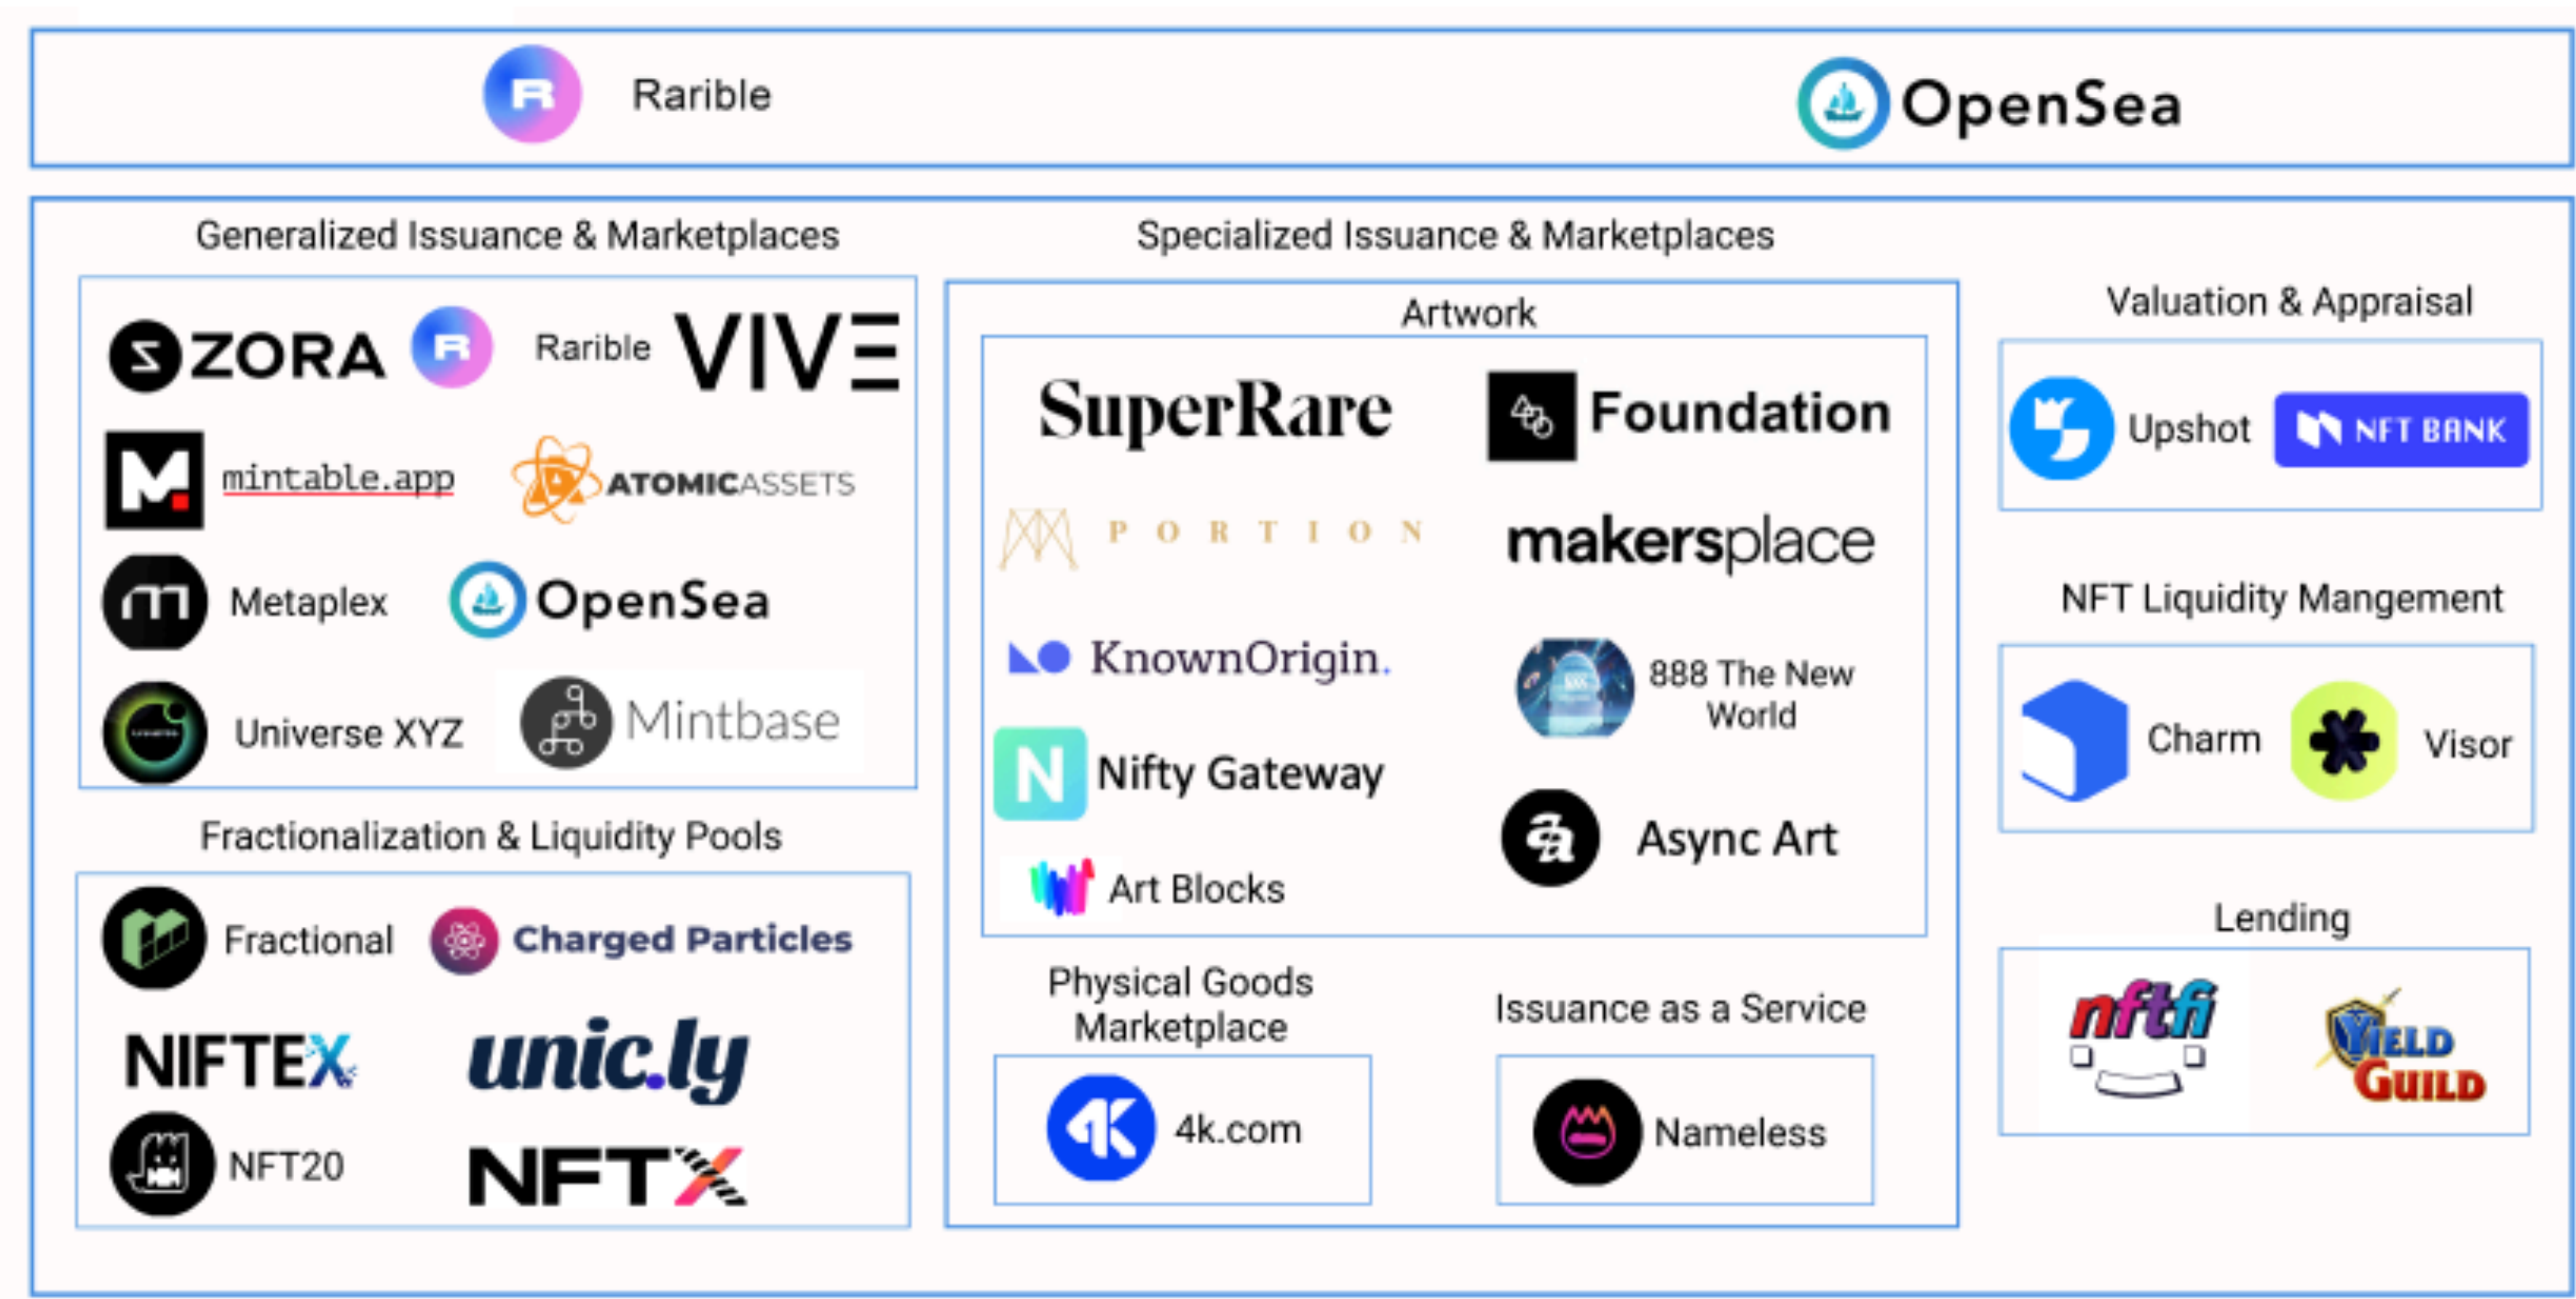 Rarible
OpenSea
Generalized Issuance & Marketplaces
ZORA
Rarible
VIVE
mintable.app
ATOMICASSETS
Metaplex
OpenSea
Universe XYZ
Mintbase
Fractionalization & Liquidity Pools
Fractional
Charged Particles
NIFTEX
unic.ly
NFT20
NFTX
Specialized Issuance & Marketplaces
Artwork
SuperRare
Foundation
PORTION
makersplace
KnownOrigin.
888 The New
World
Nifty Gateway
Async Art
Art Blocks
Physical Goods
Marketplace
4K
4k.com
Issuance as a Service
Nameless
Valuation & Appraisal
Upshot
NFT BANK
NFT Liquidity Mangement
Charm
Visor
Lending
nftfi
YIELD
GUILD